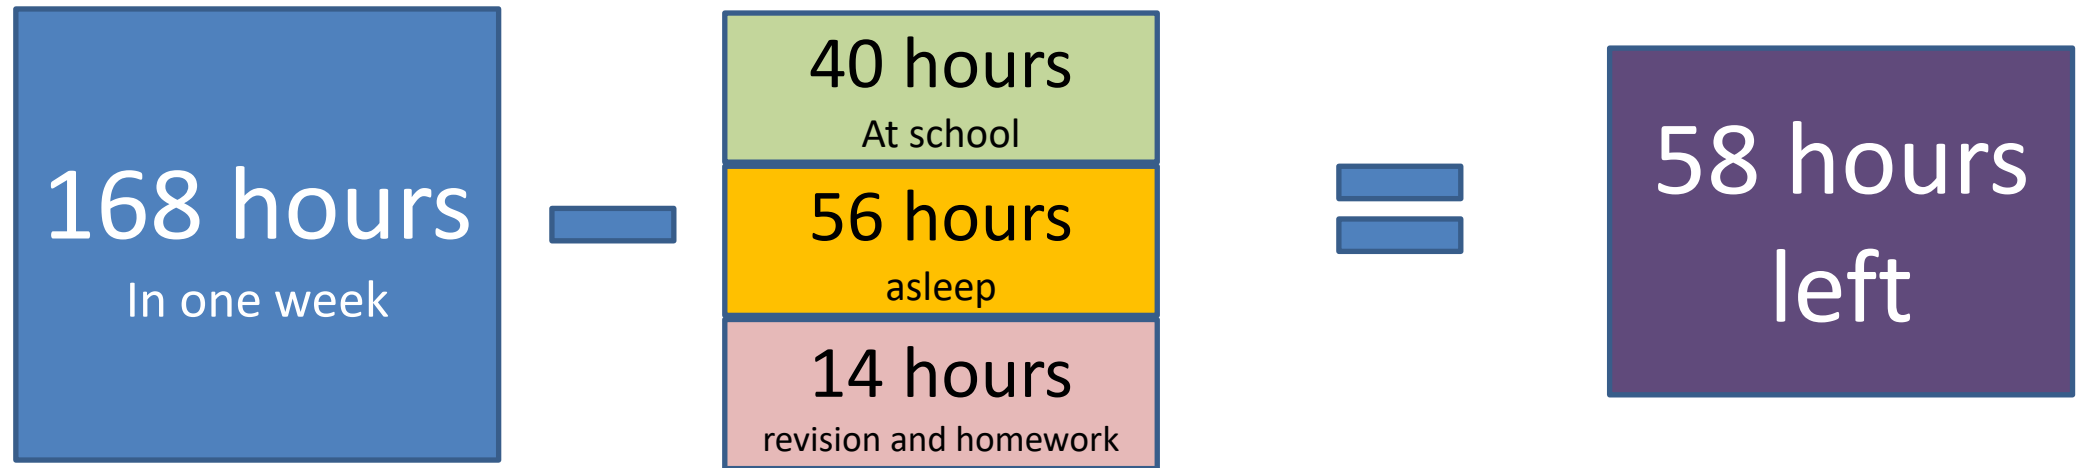 168 hours
In one week
40 hours
At school
56 hours
asleep
14 hours
revision and homework
58 hours
left